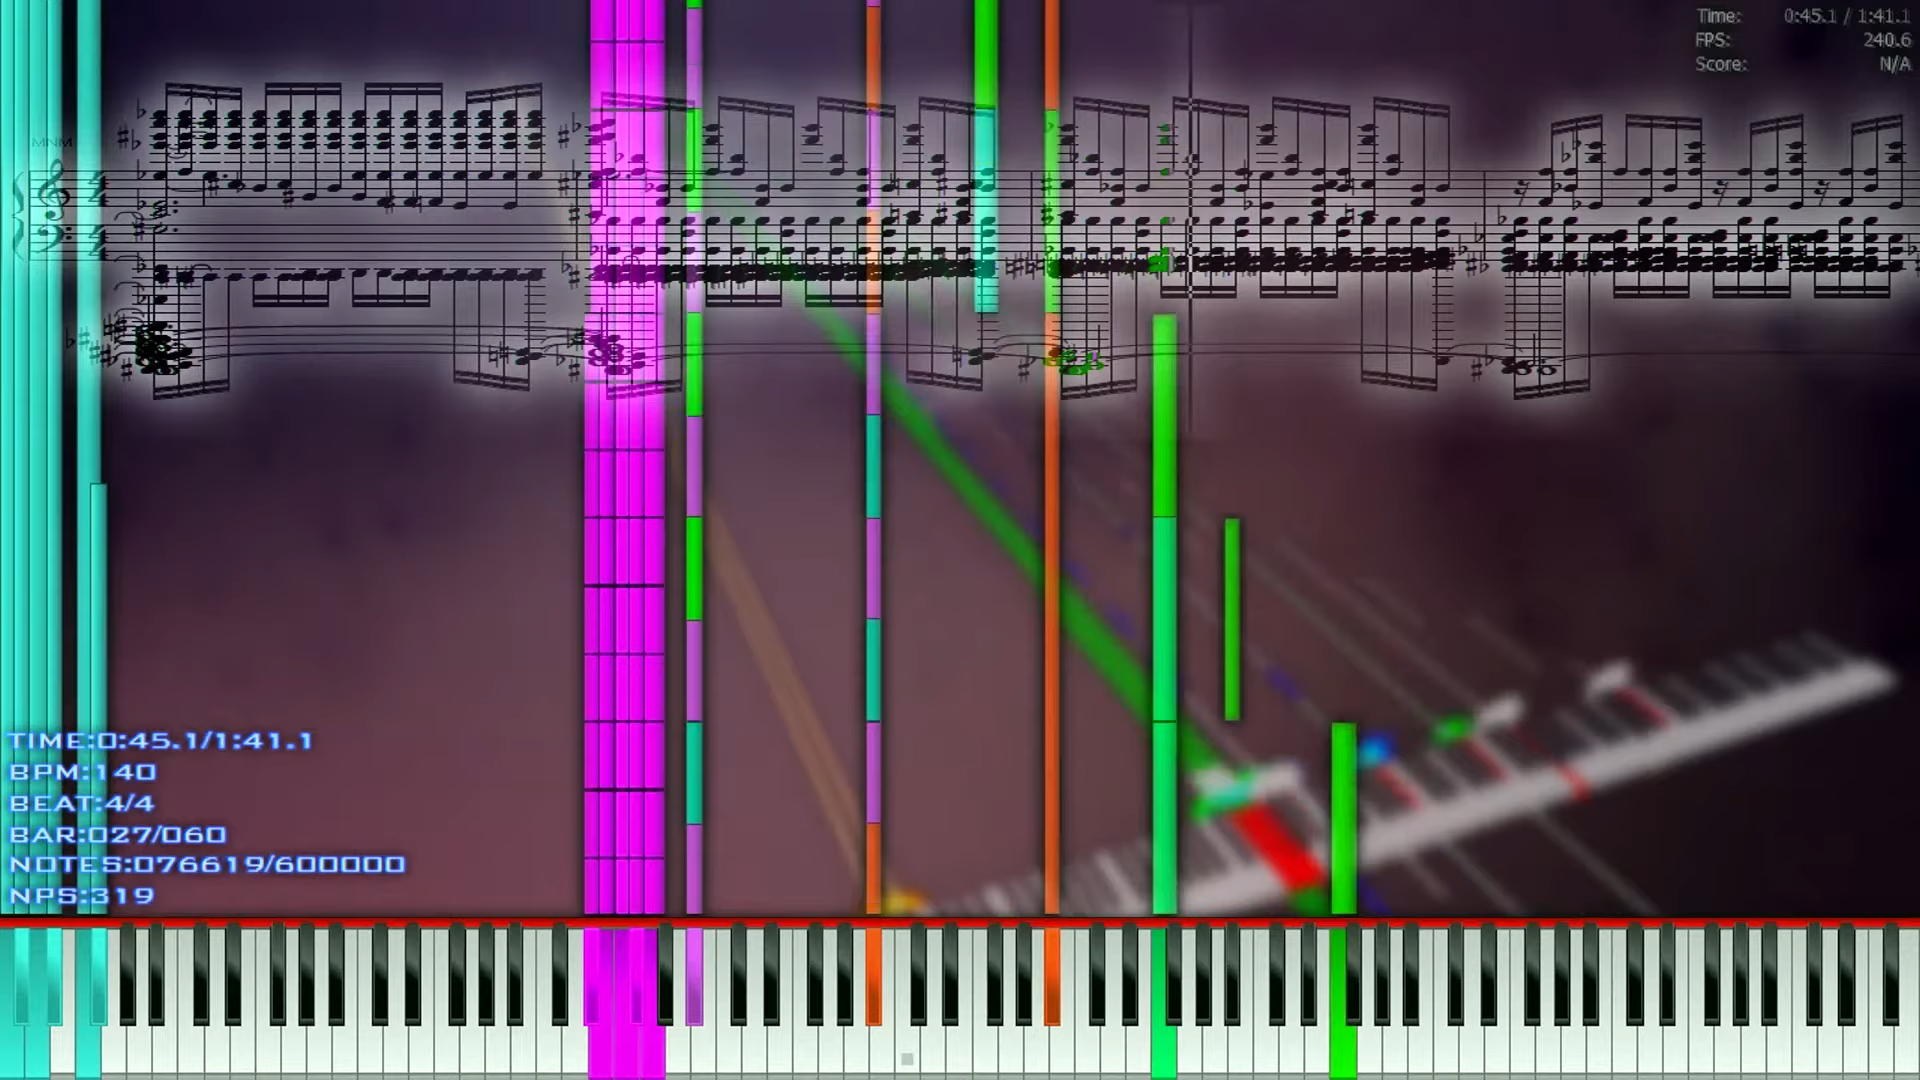 Time: 0:45.1 / 1:41.1
FPS: 240.6
Score: N/A
MNM
TIME:0:45.1/1:41.1
BPM:140
BEAT:4/4
BAR:027/060
NOTES:076619/600000
NPS:319